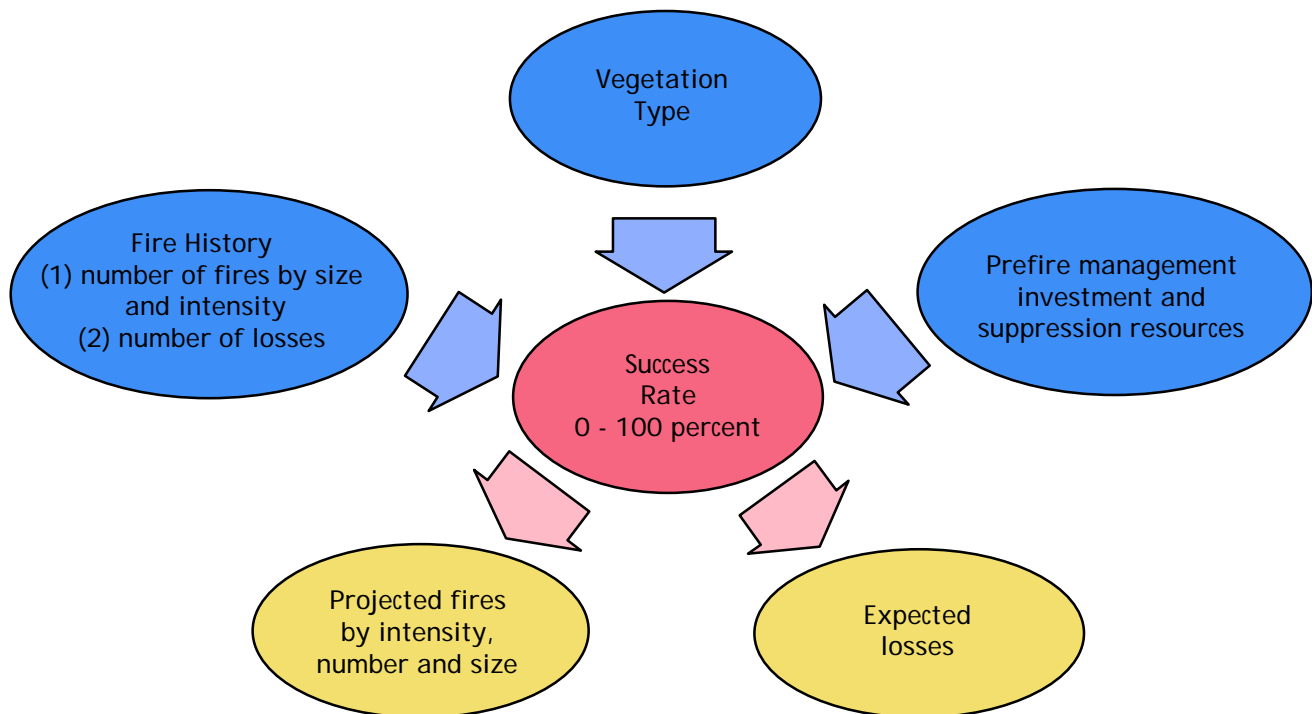 Vegetation
Type
Fire History
(1) number of fires by size
and intensity
(2) number of losses
Prefire management
investment and
suppression resources
Success
Rate
0 - 100 percent
Projected fires
by intensity,
number and size
Expected
losses